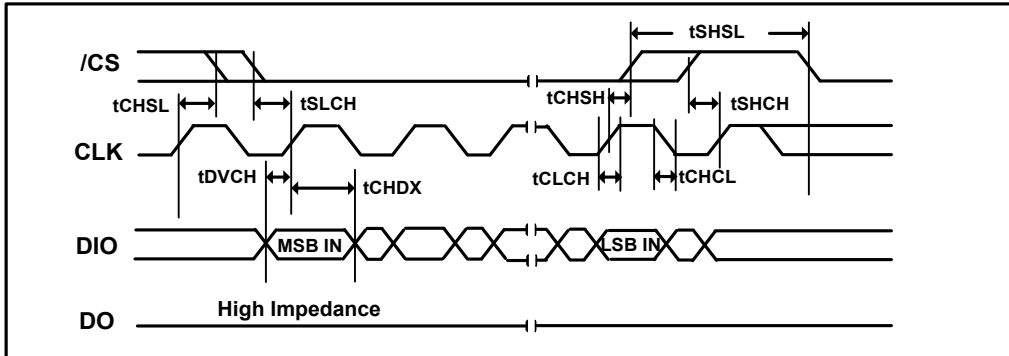 tSHSL
/CS
tCHSL
tSLCH
tCHSH
tSHCH
CLK
tDVCH
tCHDX
tCLCH
tCHCL
DIO
MSB IN
LSB IN
High Impedance
DO